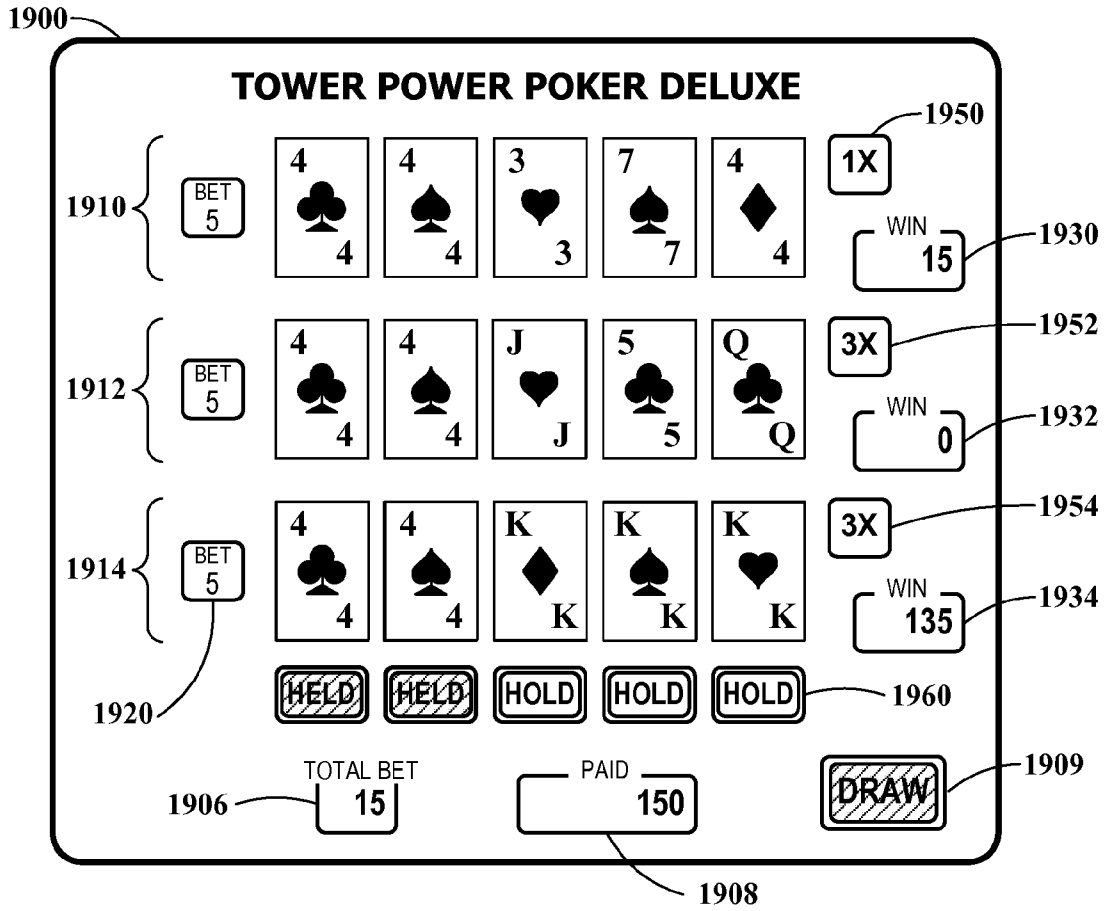 1900
TOWER POWER POKER DELUXE
1950
4 4 3 7 4 1X
1910 BET
5
4 4 3 7 4
WIN
15 1930
1952
4 4 J 5 Q 3X
1912 BET
5
4 4 J 5 Q
WIN
0 1932
1954
4 4 K K K 3X
1914 BET
5
4 4 K K K
WIN
135 1934
HELD HELD HOLD HOLD HOLD 1960
1920
TOTAL BET PAID 1909
1906 15 150 DRAW
1908